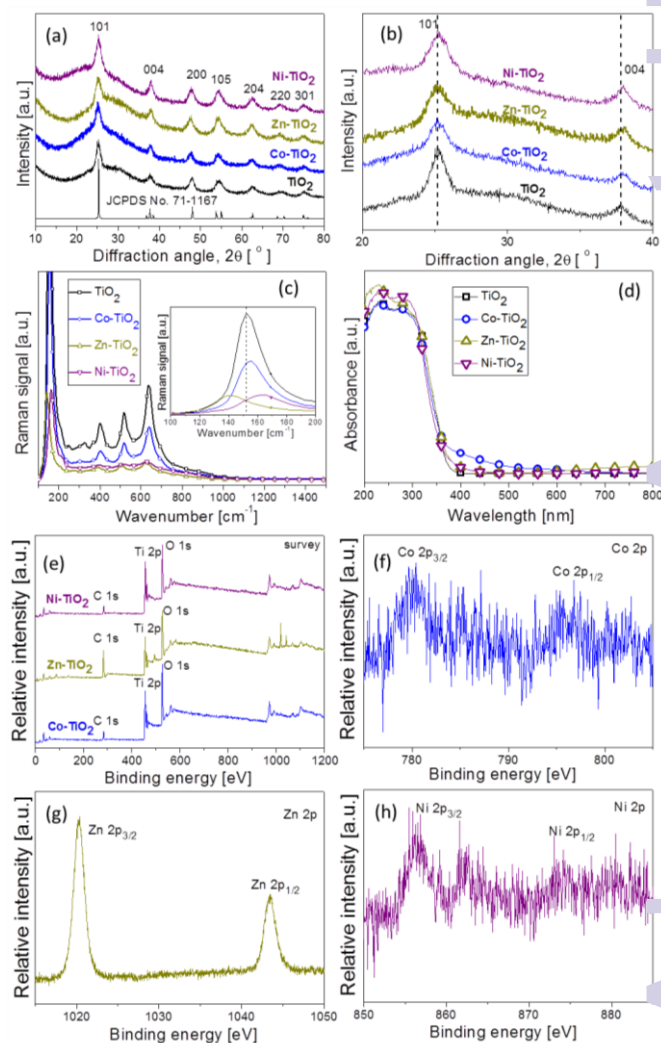 (a)
101
004
200
105
204
220
301
Ni-TiO2
Zn-TiO2
Co-TiO2
TiO2
JCPDS No. 71-1167
Intensity [a.u.]
10 20 30 40 50 60 70 80
Diffraction angle, 2θ [ ° ]
(b)
101
004
Ni-TiO2
Zn-TiO2
Co-TiO2
TiO2
Intensity [a.u.]
20 25 30 35 40
Diffraction angle, 2θ [ ° ]
(c)
TiO2
Co-TiO2
Zn-TiO2
Ni-TiO2
Raman signal [a.u.]
100 120 140 160 180 200
Wavenumber [cm-1]
Raman signal [a.u.]
200 400 600 800 1000 1200 1400
Wavenumber [cm-1]
(d)
TiO2
Co-TiO2
Zn-TiO2
Ni-TiO2
Absorbance [a.u.]
200 300 400 500 600 700 800
Wavelength [nm]
(e)
survey
Ti 2p
O 1s
C 1s
Ni-TiO2
Ti 2p
O 1s
C 1s
Zn-TiO2
Ti 2p
O 1s
C 1s
Co-TiO2
Relative intensity [a.u.]
0 200 400 600 800 1000 1200
Binding energy [eV]
(f)
Co 2p
Co 2p3/2
Co 2p1/2
Relative intensity [a.u.]
780 790 800
Binding energy [eV]
(g)
Zn 2p
Zn 2p3/2
Zn 2p1/2
Relative intensity [a.u.]
1020 1030 1040 1050
Binding energy [eV]
(h)
Ni 2p
Ni 2p3/2
Ni 2p1/2
Relative intensity [a.u.]
850 860 870 880
Binding energy [eV]